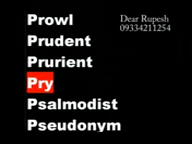 Prowl
Prudent
Prurient
Pry
Psalmodist
Pseudonym
Dear Rupesh
09334211254